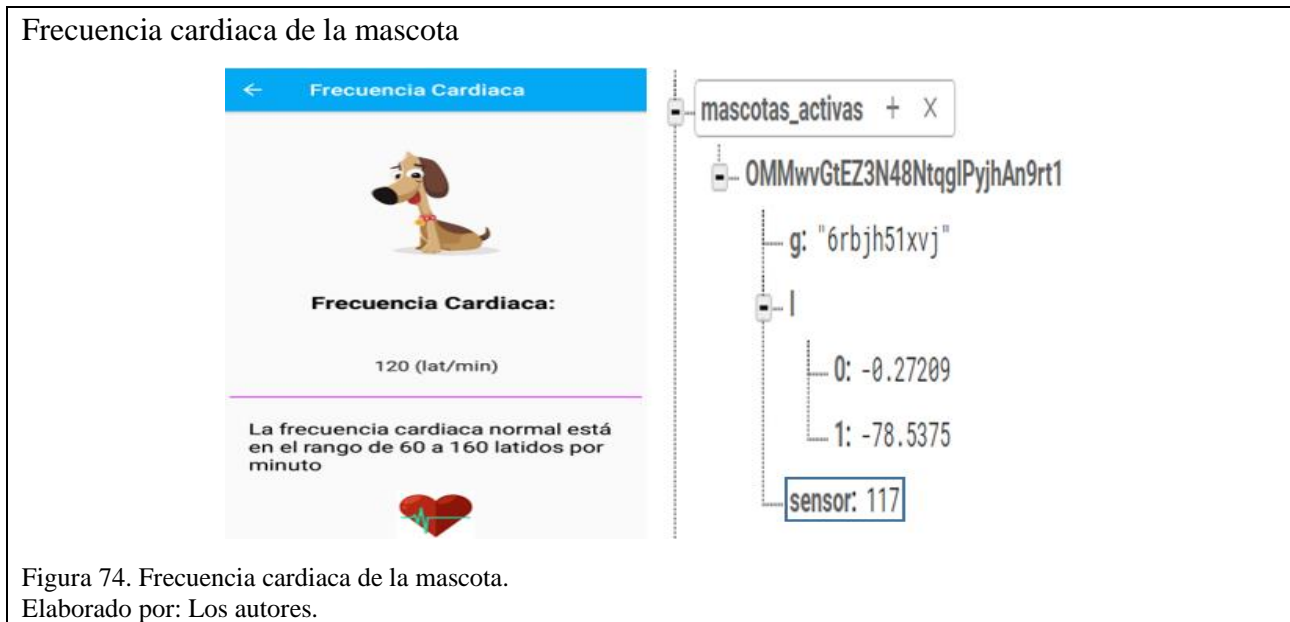 Frecuencia cardiaca de la mascota
← Frecuencia Cardiaca
Frecuencia Cardiaca:
120 (lat/min)
La frecuencia cardiaca normal está
en el rango de 60 a 160 latidos por
minuto
mascotas_activas + ×
OMMwvGtEZ3N48NtqglPyjhAn9rt1
g: "6rbjh51xvj"
l
0: -0.27209
1: -78.5375
sensor: 117
Figura 74. Frecuencia cardiaca de la mascota.
Elaborado por: Los autores.